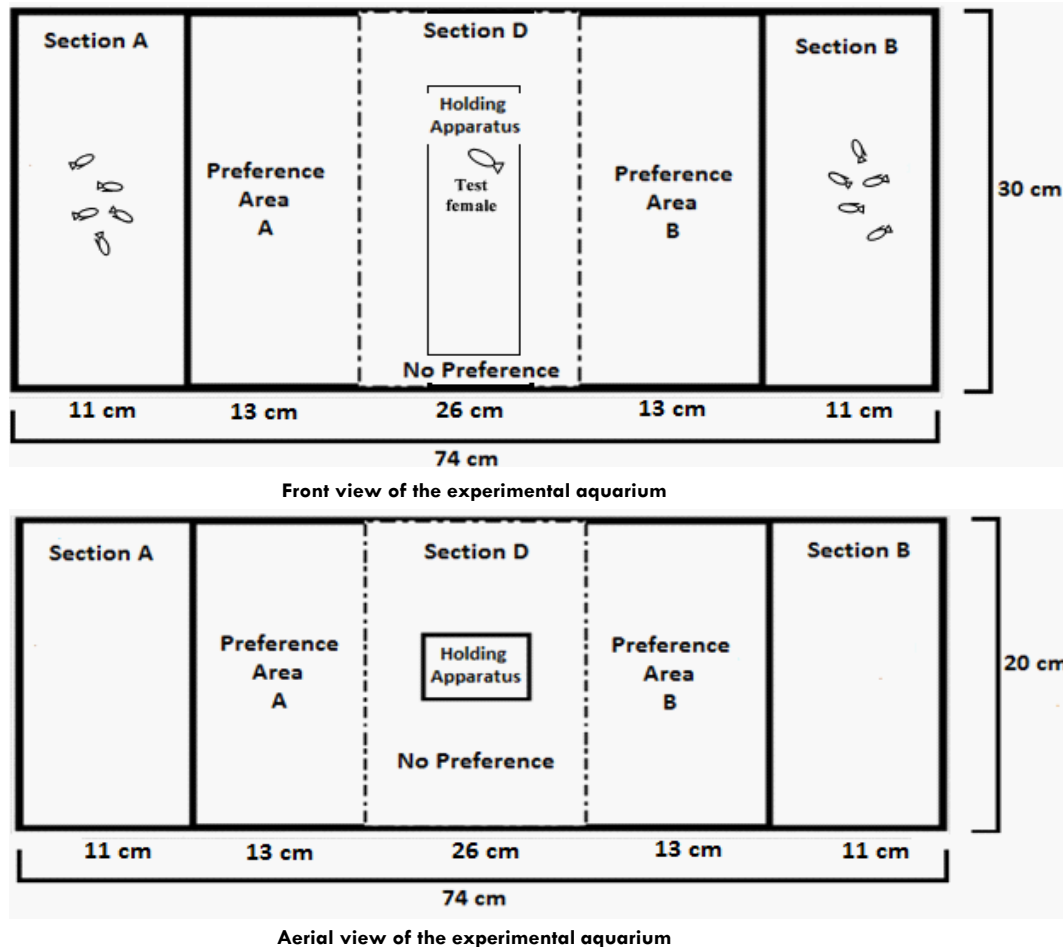 Section A
Section D
Section B
Holding
Apparatus
Test
female
Preference
Area
A
Preference
Area
B
No Preference
30 cm
11 cm
13 cm
26 cm
13 cm
11 cm
74 cm
Front view of the experimental aquarium
Section A
Section D
Section B
Preference
Area
A
Holding
Apparatus
Preference
Area
B
No Preference
20 cm
11 cm
13 cm
26 cm
13 cm
11 cm
74 cm
Aerial view of the experimental aquarium